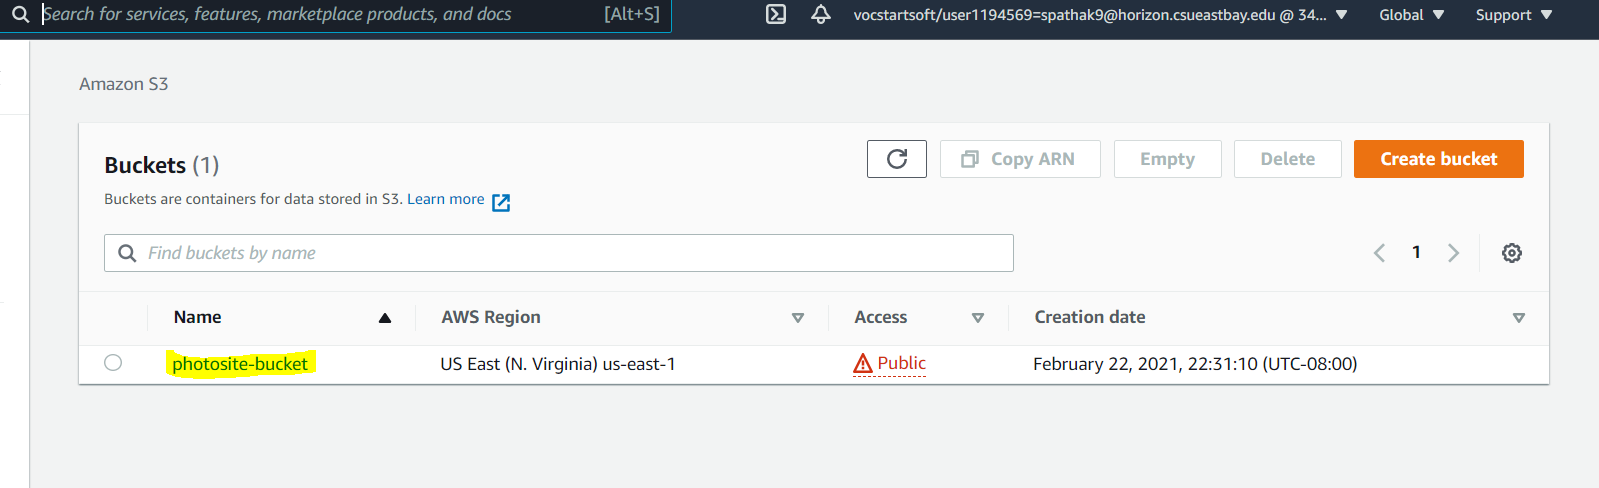 Search for services, features, marketplace products, and docs [Alt+S] vocstartsoft/user1194569=spathak9@horizon.csueastbay.edu @ 34... Global Support
Amazon S3
Buckets (1) Copy ARN Empty Delete Create bucket
Buckets are containers for data stored in S3. Learn more
Find buckets by name 1
Name AWS Region Access Creation date
photosite-bucket US East (N. Virginia) us-east-1 Public February 22, 2021, 22:31:10 (UTC-08:00)